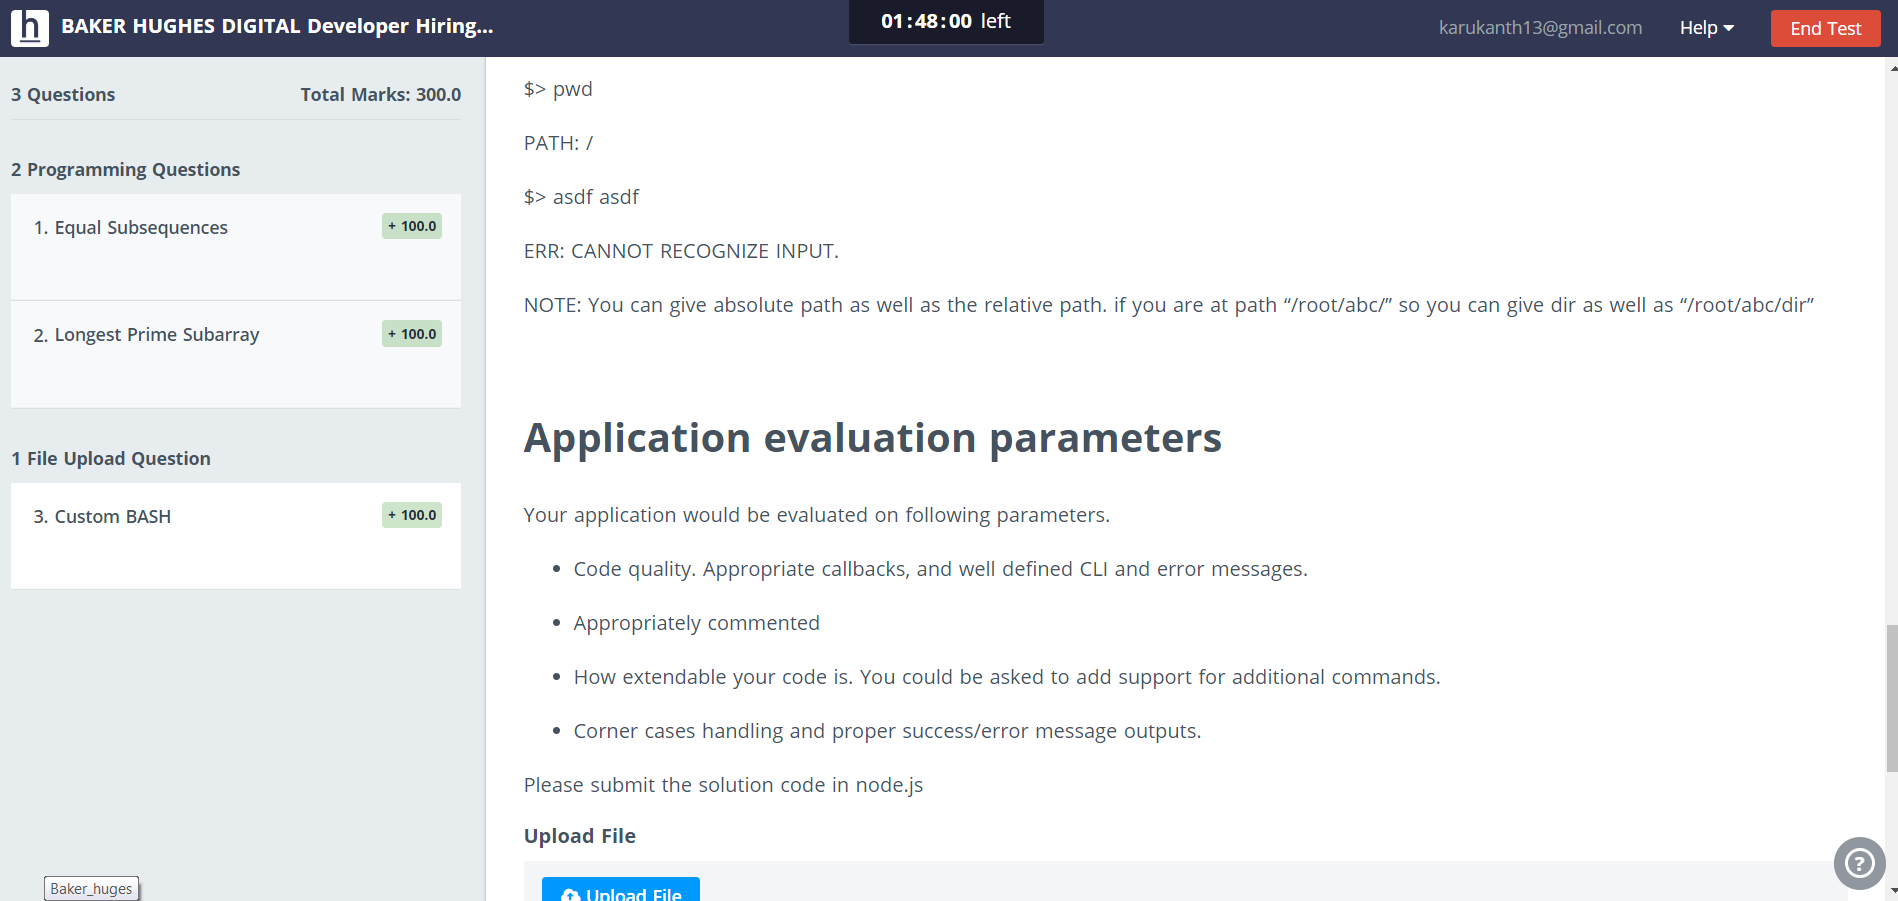 h BAKER HUGHES DIGITAL Developer Hiring...
01:48:00 left
karukanth13@gmail.com
Help
End Test
3 Questions
Total Marks: 300.0
2 Programming Questions
1. Equal Subsequences
+ 100.0
2. Longest Prime Subarray
+ 100.0
1 File Upload Question
3. Custom BASH
+ 100.0
Baker_huges
$> pwd
PATH: /
$> asdf asdf
ERR: CANNOT RECOGNIZE INPUT.
NOTE: You can give absolute path as well as the relative path. if you are at path “/root/abc/” so you can give dir as well as “/root/abc/dir”
Application evaluation parameters
Your application would be evaluated on following parameters.
• Code quality. Appropriate callbacks, and well defined CLI and error messages.
• Appropriately commented
• How extendable your code is. You could be asked to add support for additional commands.
• Corner cases handling and proper success/error message outputs.
Please submit the solution code in node.js
Upload File
Upload File
?